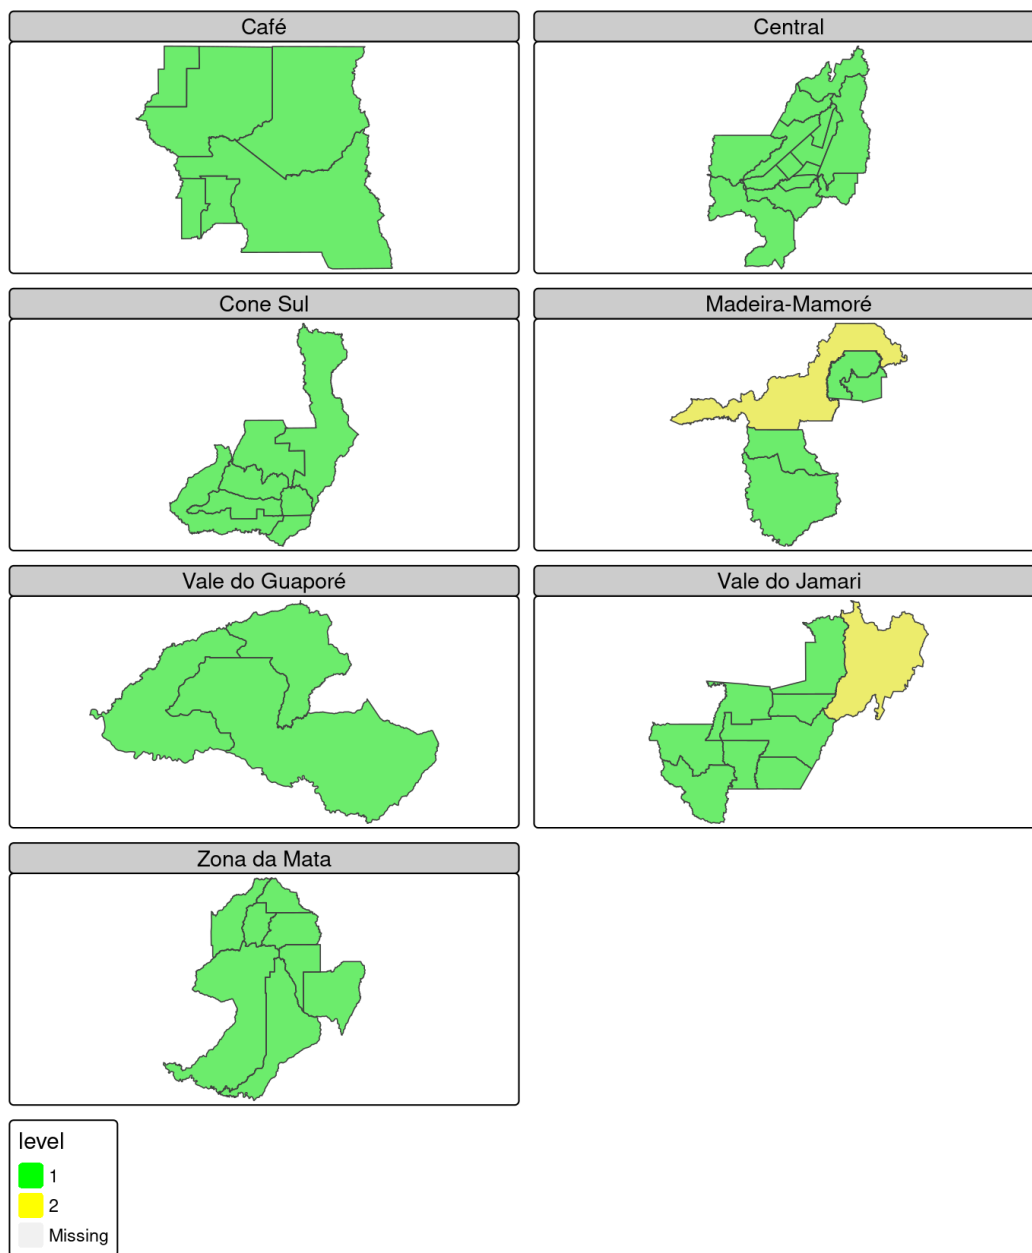 Café
Central
Cone Sul
Madeira-Mamoré
Vale do Guaporé
Vale do Jamari
Zona da Mata
level
1
2
Missing